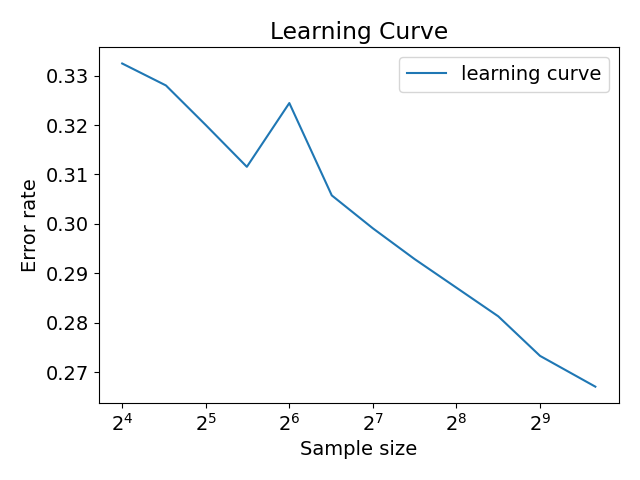 Learning Curve
learning curve
0.33
0.32
0.31
0.30
0.29
0.28
0.27
Error rate
2⁴ 2⁵ 2⁶ 2⁷ 2⁸ 2⁹
Sample size